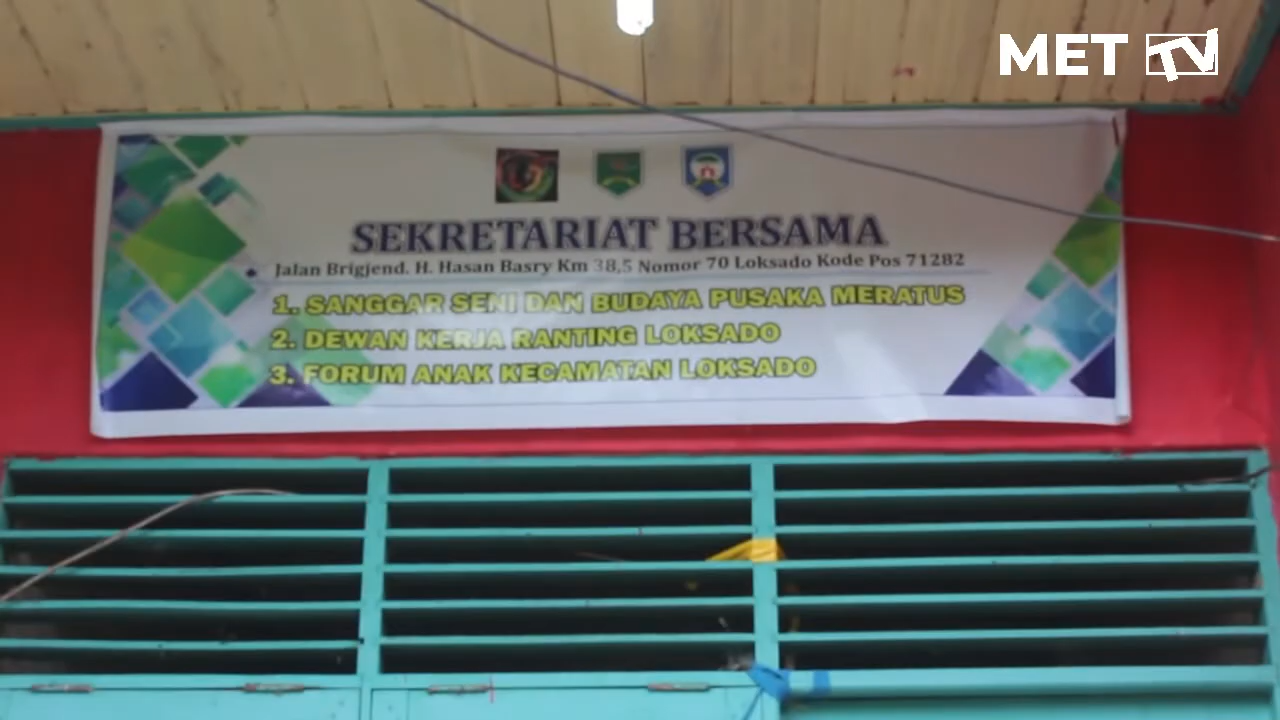 MET TV
SEKRETARIAT BERSAMA
Jalan Brigjend. H. Hasan Basry Km 38,5 Nomor 70 Loksado Kode Pos 71282
1. SANGGAR SENI DAN BUDAYA PUSAKA MERATUS
2. DEWAN KERJA RANTING LOKSADO
3. FORUM ANAK KECAMATAN LOKSADO